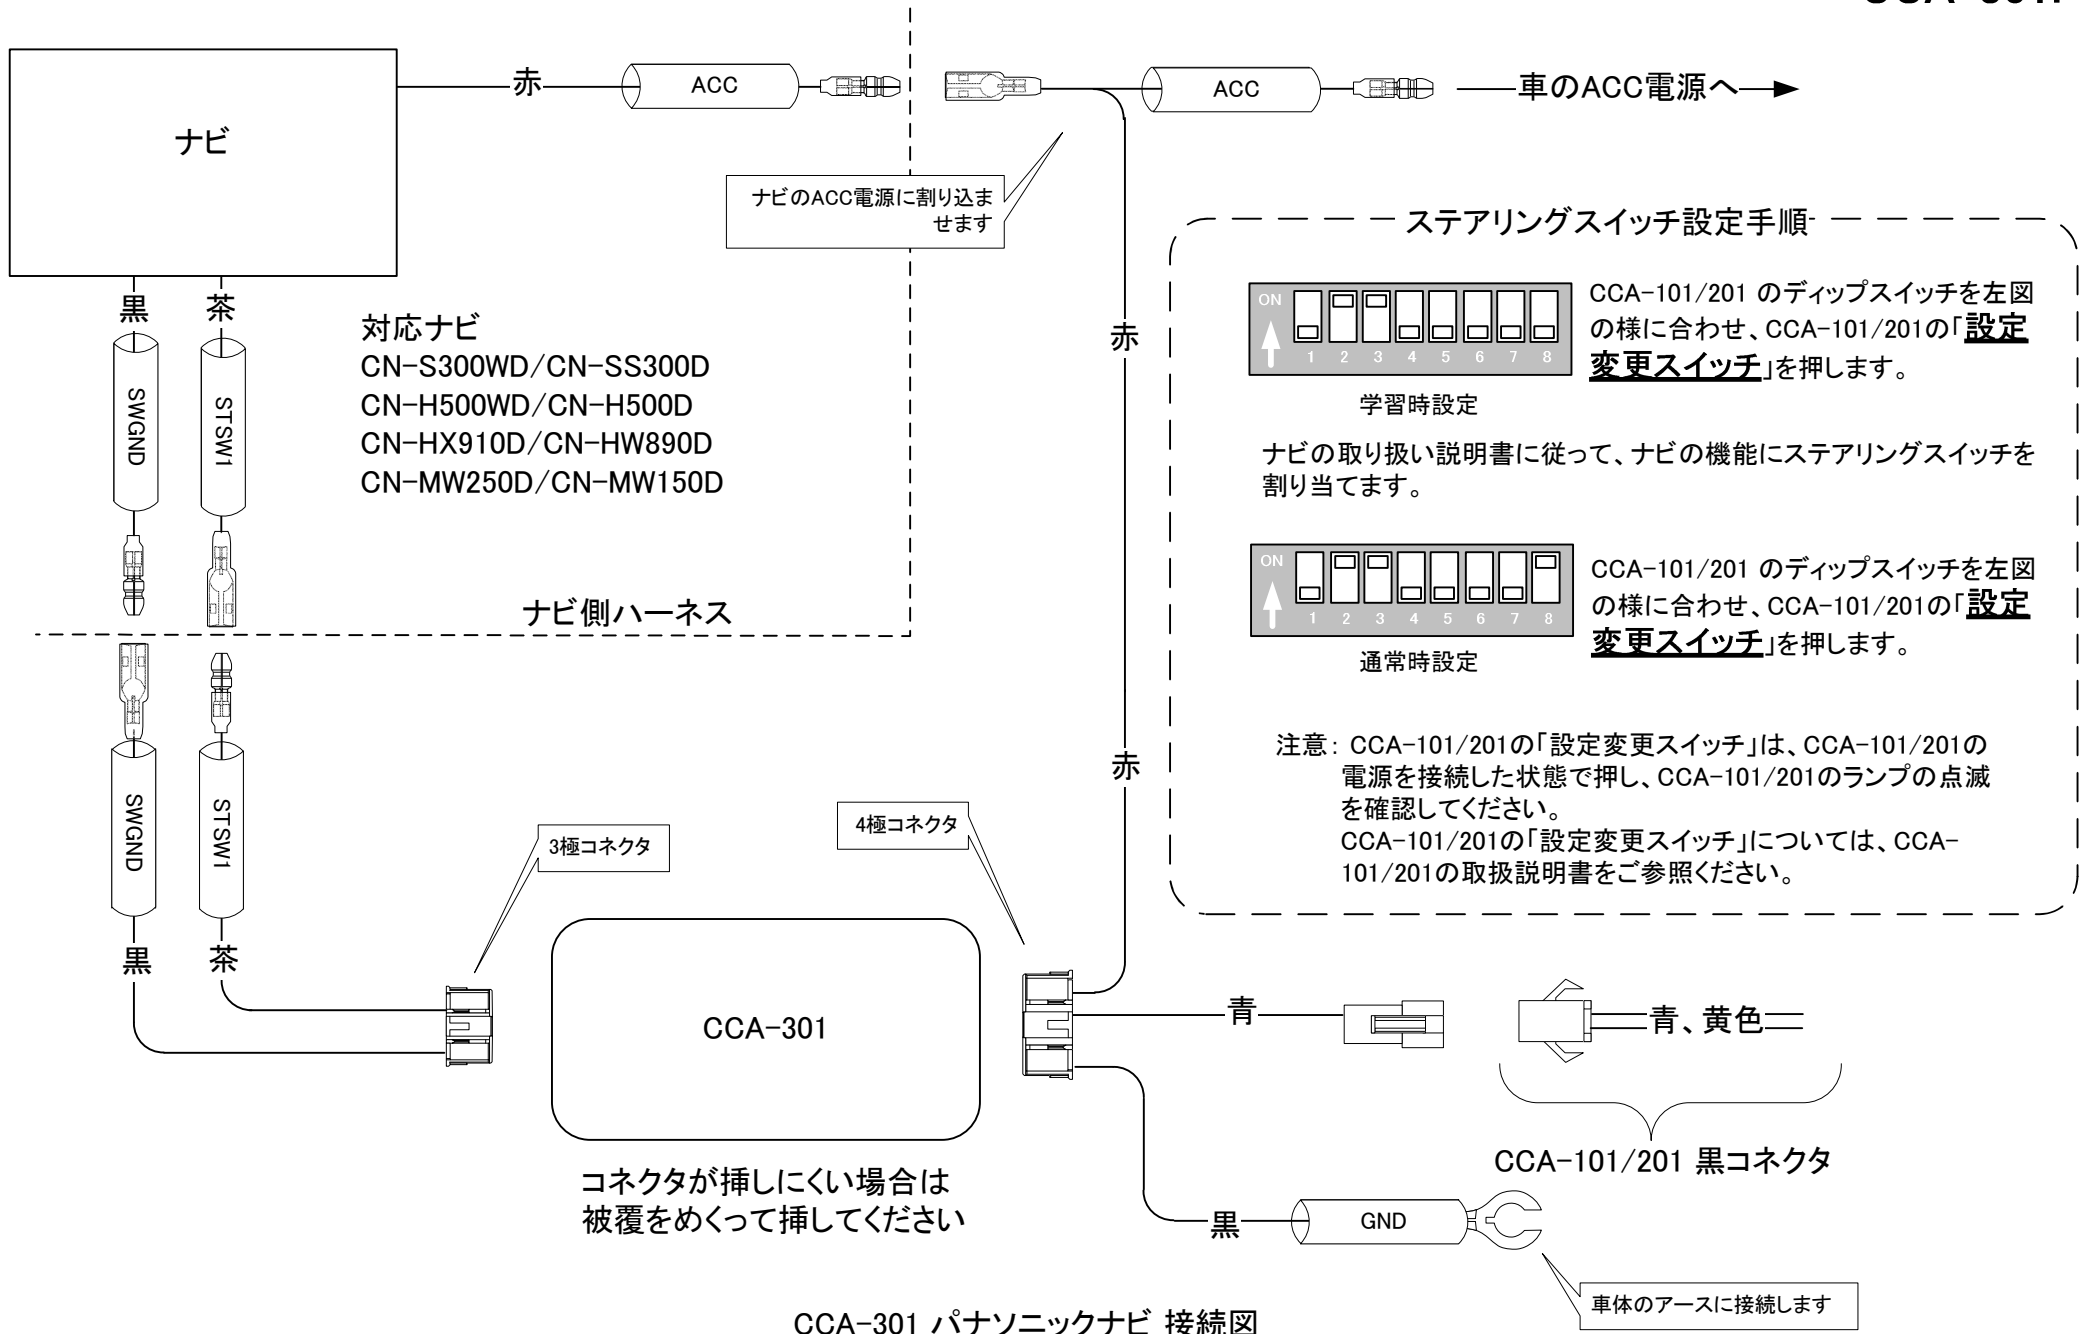 赤
ACC
ACC
車のACC電源へ
ナビ
ナビのACC電源に割り込ま
せます
黒
茶
SWGND
STSW1
対応ナビ
CN-S300WD/CN-SS300D
CN-H500WD/CN-H500D
CN-HX910D/CN-HW890D
CN-MW250D/CN-MW150D
ナビ側ハーネス
赤
赤
ステアリングスイッチ設定手順
ON
1 2 3 4 5 6 7 8
学習時設定
CCA-101/201 のディップスイッチを左図
の様に合わせ、CCA-101/201の「設定
変更スイッチ」を押します。
ナビの取り扱い説明書に従って、ナビの機能にステアリングスイッチを
割り当てます。
ON
1 2 3 4 5 6 7 8
通常時設定
CCA-101/201 のディップスイッチを左図
の様に合わせ、CCA-101/201の「設定
変更スイッチ」を押します。
注意: CCA-101/201の「設定変更スイッチ」は、CCA-101/201の
電源を接続した状態で押し、CCA-101/201のランプの点滅
を確認してください。
CCA-101/201の「設定変更スイッチ」については、CCA-
101/201の取扱説明書をご参照ください。
SWGND
STSW1
黒
茶
3極コネクタ
4極コネクタ
CCA-301
コネクタが挿しにくい場合は
被覆をめくって挿してください
青
青、黄色
CCA-101/201 黒コネクタ
黒
GND
車体のアースに接続します
CCA-301 パナソニックナビ 接続図